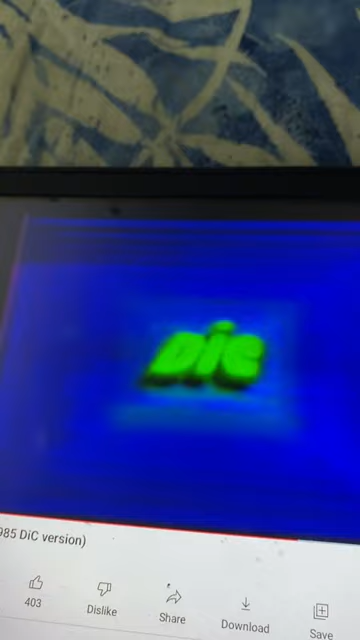 DiC
985 DiC version)
403
Dislike
Share
Download
Save